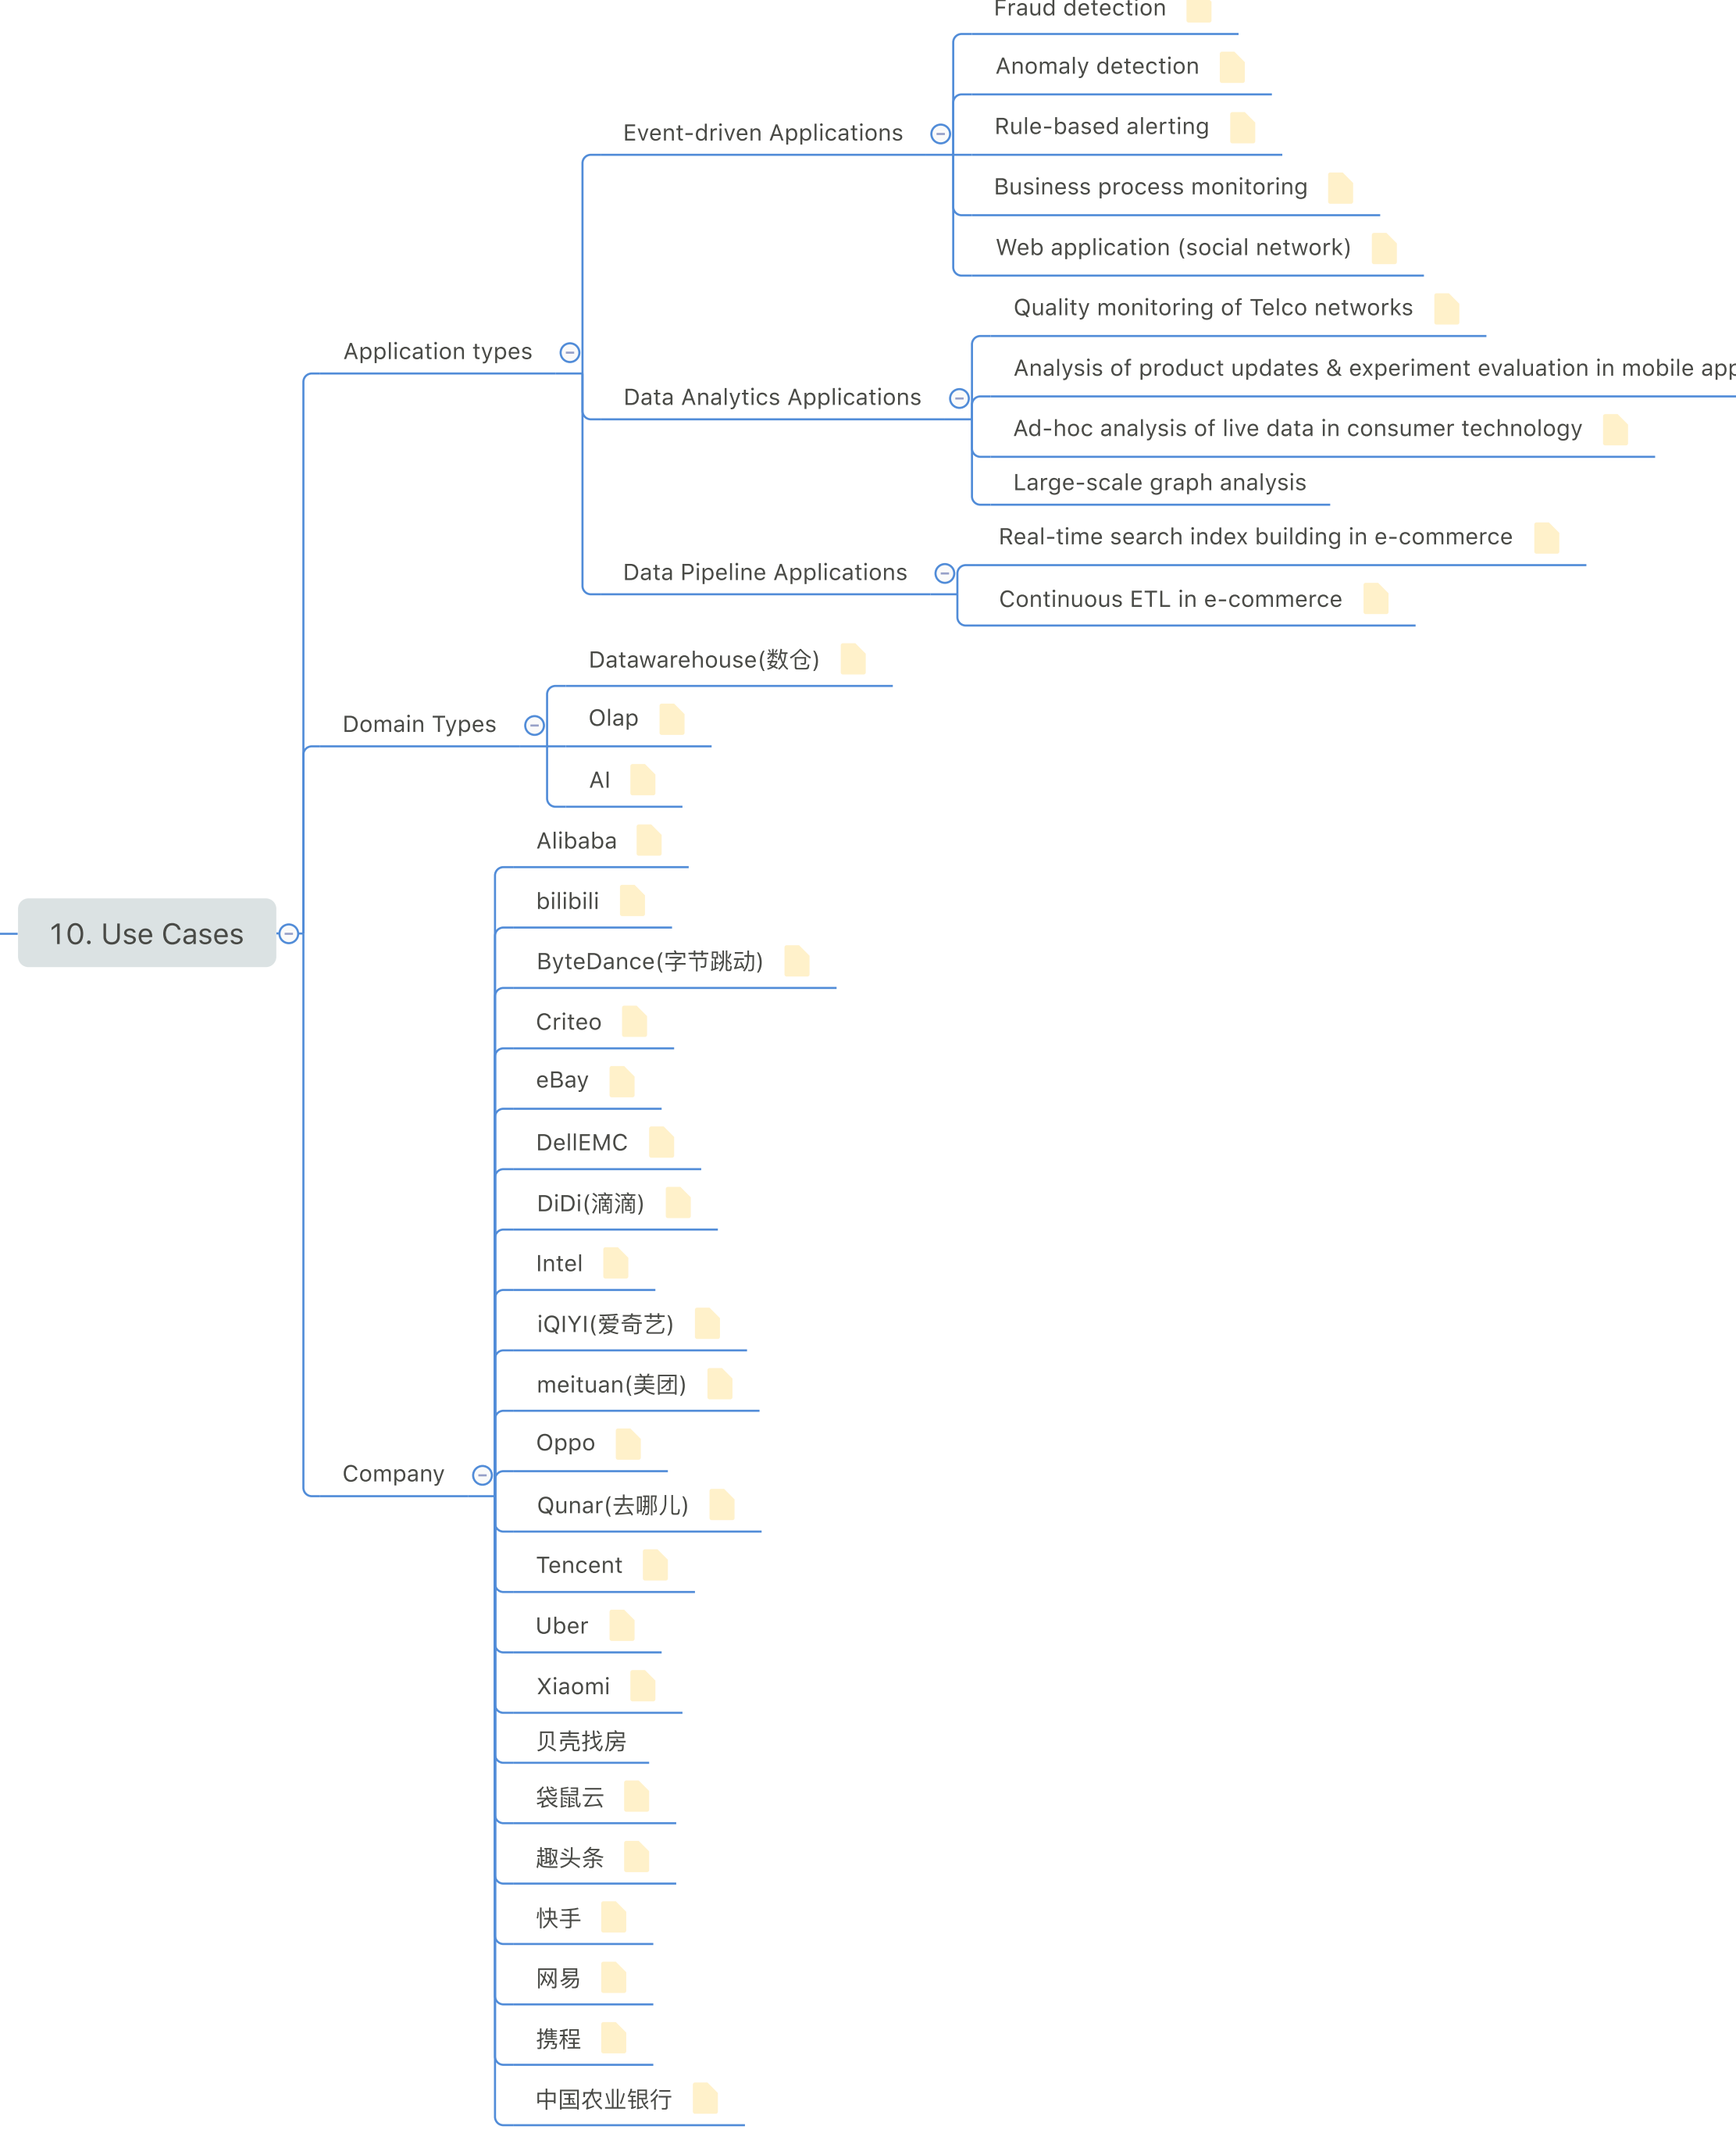 Fraud detection
Anomaly detection
Event-driven Applications
Rule-based alerting
Business process monitoring
Web application (social network)
Quality monitoring of Telco networks
Application types
Analysis of product updates & experiment evaluation in mobile app
Data Analytics Applications
Ad-hoc analysis of live data in consumer technology
Large-scale graph analysis
Real-time search index building in e-commerce
Data Pipeline Applications
Continuous ETL in e-commerce
Datawarehouse(数仓)
Domain Types
Olap
AI
Alibaba
bilibili
10. Use Cases
ByteDance(字节跳动)
Criteo
eBay
DellEMC
DiDi(滴滴)
Intel
iQIYI(爱奇艺)
meituan(美团)
Oppo
Company
Qunar(去哪儿)
Tencent
Uber
Xiaomi
贝壳找房
袋鼠云
趣头条
快手
网易
携程
中国农业银行